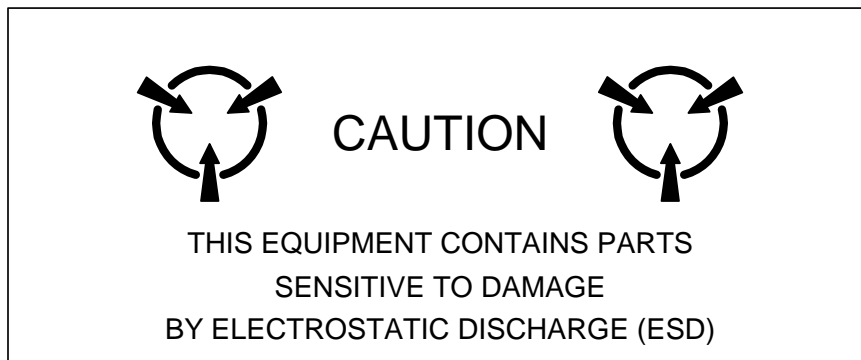 CAUTION
THIS EQUIPMENT CONTAINS PARTS
SENSITIVE TO DAMAGE
BY ELECTROSTATIC DISCHARGE (ESD)